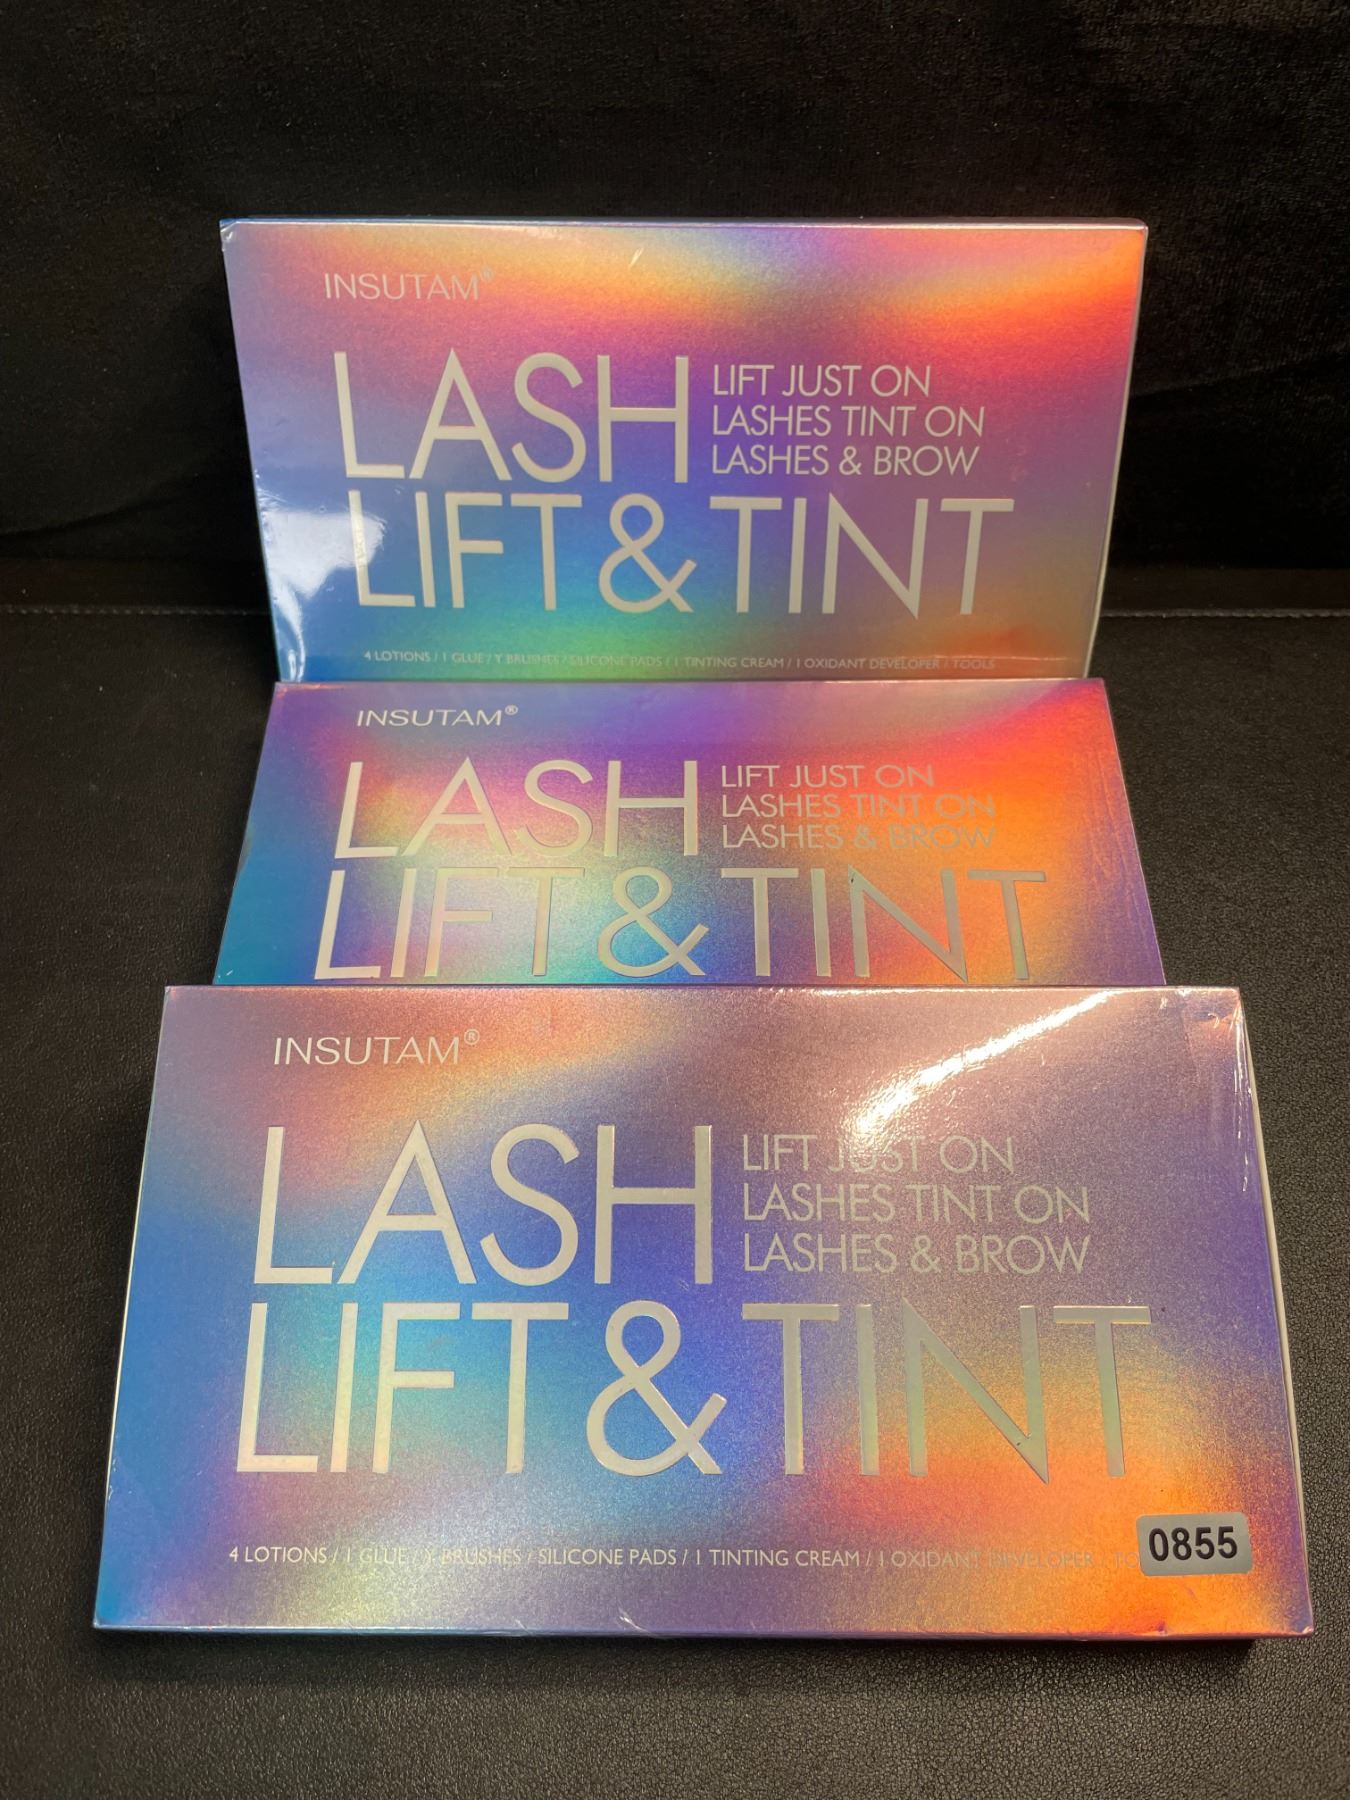 INSUTAM®
LASH
LIFT JUST ON
LASHES TINT ON
LASHES & BROW
LIFT & TINT
4 LOTIONS / 1 GLUE / Y BRUSHES / SILICONE PADS / 1 TINTING CREAM / 1 OXIDANT DEVELOPER / TOOLS
INSUTAM®
LASH
LIFT JUST ON
LASHES TINT ON
LASHES & BROW
LIFT & TINT
INSUTAM®
LASH
LIFT JUST ON
LASHES TINT ON
LASHES & BROW
LIFT & TINT
4 LOTIONS / 1 GLUE / Y BRUSHES / SILICONE PADS / 1 TINTING CREAM / 1 OXIDANT DEVELOPER TO
0855